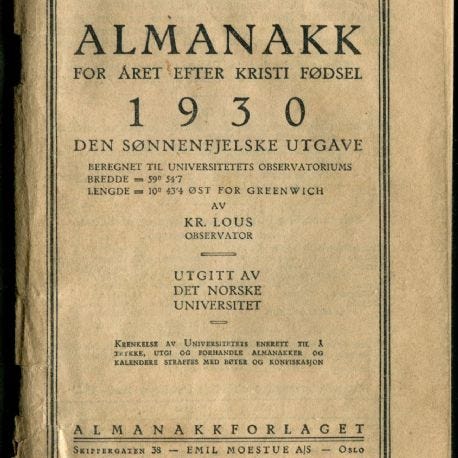 ALMANAKK
FOR ÅRET EFTER KRISTI FØDSEL
1930
DEN SØNNENFJELSKE UTGAVE
BEREGNET TIL UNIVERSITETETS OBSERVATORIUMS
BREDDE = 59º 54'7
LENGDE = 10º 43'4 ØST FOR GREENWICH
AV
KR. LOUS
OBSERVATOR
UTGITT AV
DET NORSKE
UNIVERSITET
KRENKELSE AV UNIVERSITETETS ENERETT TIL Å
TRYKKE, UTGI OG FORHANDLE ALMANAKKER OG
KALENDERE STRAFFES MED BØTER OG KONFISKASJON
ALMANAKKFORLAGET
SKIPPERGATEN 38 — EMIL MOESTUE A/S — OSLO